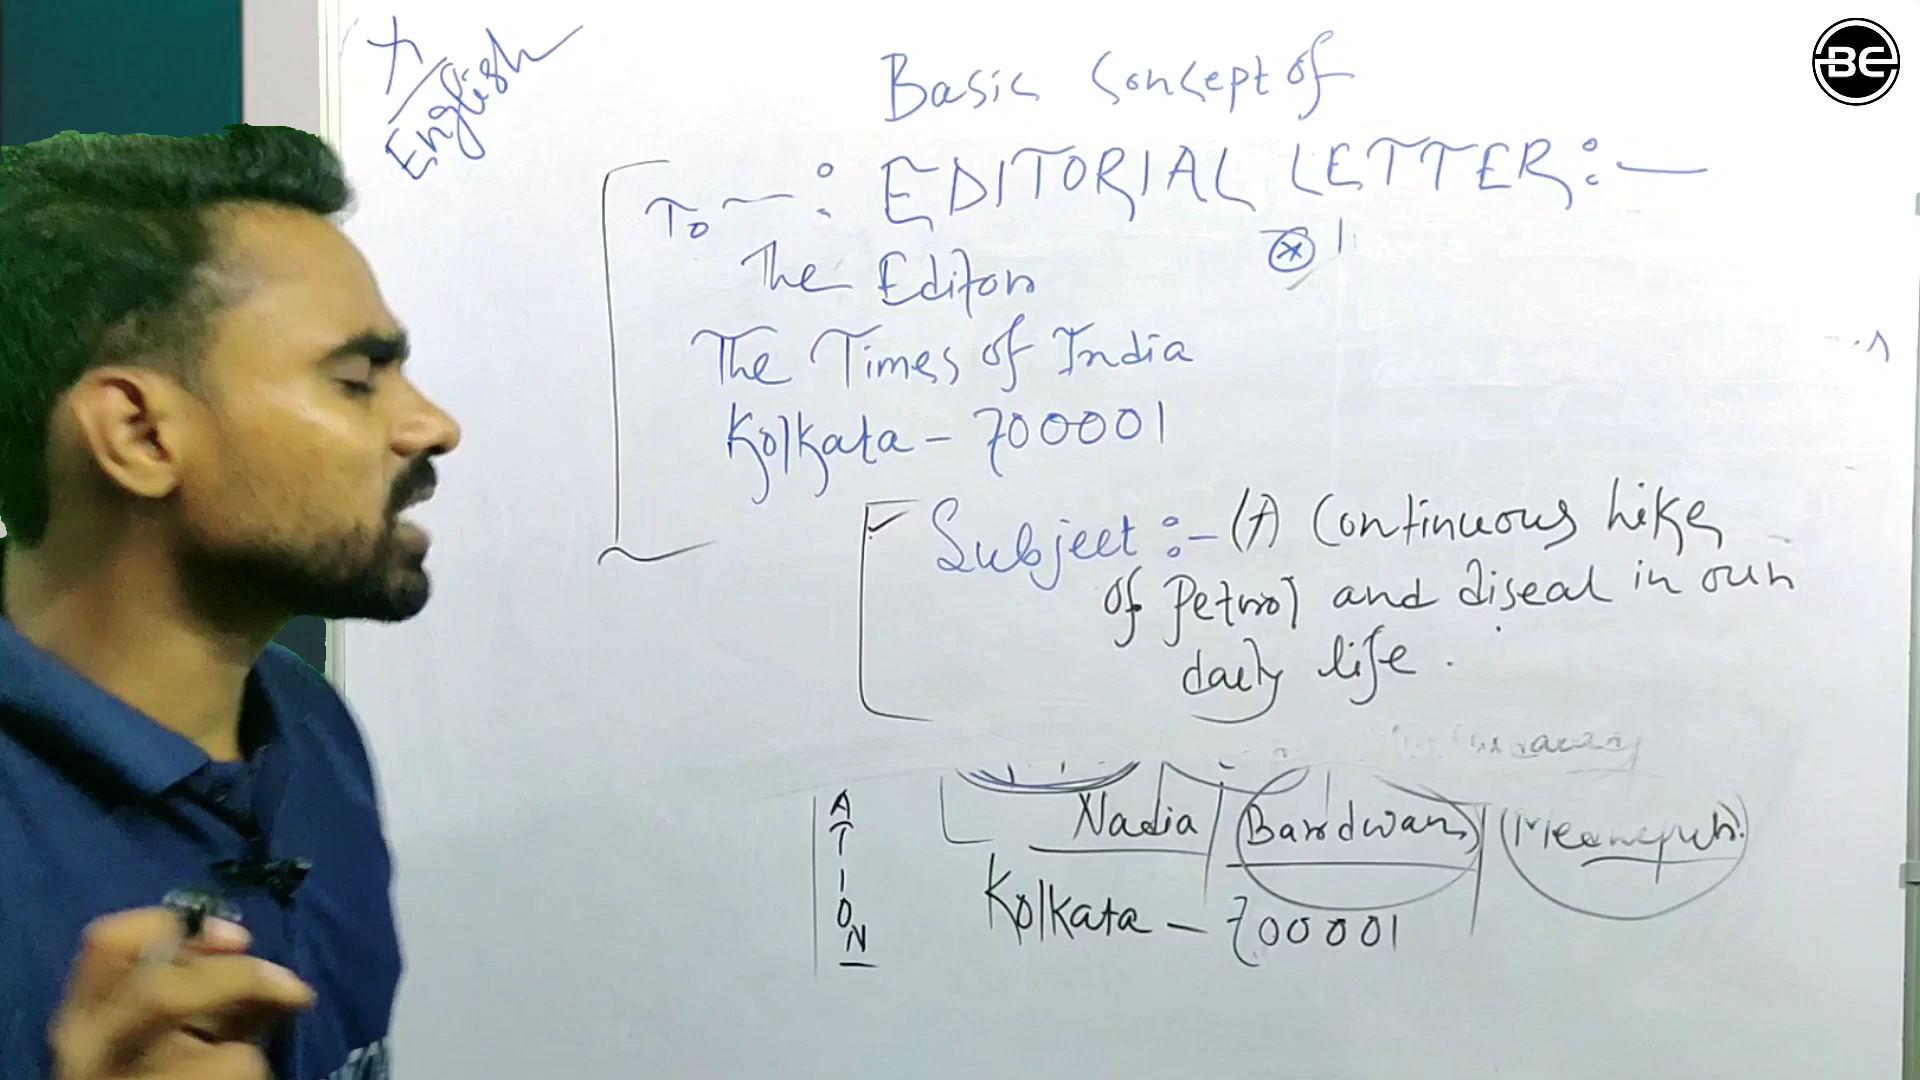 English
Basic Concept of
EDITORIAL LETTER :-
To - :
The Editor
The Times of India
Kolkata - 700001
Subject :- (A) Continuous hike
of Petrol and diseal in our
daily life .
Nadia / Bardwan /
Kolkata - 700001
ATION
BE